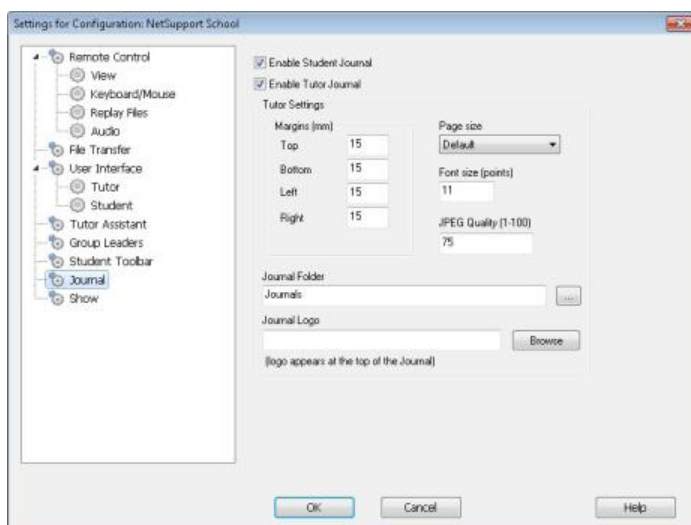 Settings for Configuration: NetSupport School
Remote Control
View
Keyboard/Mouse
Replay Files
Audio
File Transfer
User Interface
Tutor
Student
Tutor Assistant
Group Leaders
Student Toolbar
Journal
Show
Enable Student Journal
Enable Tutor Journal
Tutor Settings
Margins (mm)
Top 15
Bottom 15
Left 15
Right 15
Page size
Default
Font size (points)
11
JPEG Quality (1-100)
75
Journal Folder
Journals
...
Journal Logo
Browse
(logo appears at the top of the Journal)
OK Cancel Help